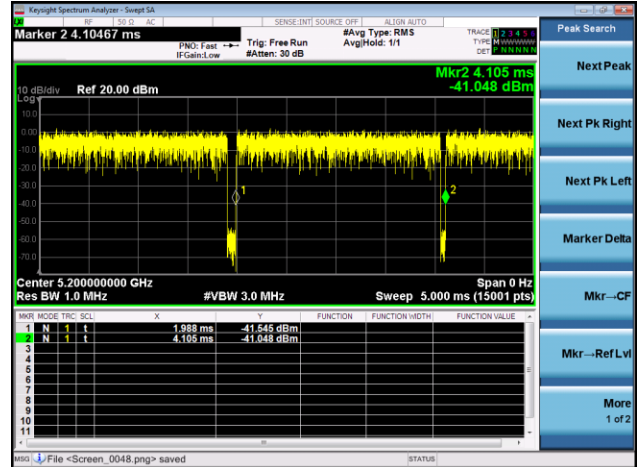 Keysight Spectrum Analyzer - Swept SA
RF 50 Ω AC SENSE:INT SOURCE OFF ALIGN AUTO
Marker 2 4.10467 ms
PNO: Fast
IFGain:Low
Trig: Free Run
#Atten: 30 dB
#Avg Type: RMS
Avg|Hold: 1/1
TRACE 1 2 3 4 5 6
TYPE M WWWWW
DET P N N N N N
Mkr2 4.105 ms
-41.048 dBm
10 dB/div Ref 20.00 dBm
Log
10.0
0.00
-10.0
-20.0
-30.0
-40.0
-50.0
-60.0
-70.0
1
2
Center 5.200000000 GHz Span 0 Hz
Res BW 1.0 MHz #VBW 3.0 MHz Sweep 5.000 ms (15001 pts)
MKR MODE TRC SCL X Y FUNCTION FUNCTION WIDTH FUNCTION VALUE
1 N 1 t 1.988 ms -41.545 dBm
2 N 1 t 4.105 ms -41.048 dBm
3
4
5
6
7
8
9
10
11
MSG File <Screen_0048.png> saved STATUS
Peak Search
Next Peak
Next Pk Right
Next Pk Left
Marker Delta
Mkr→CF
Mkr→Ref Lvl
More
1 of 2